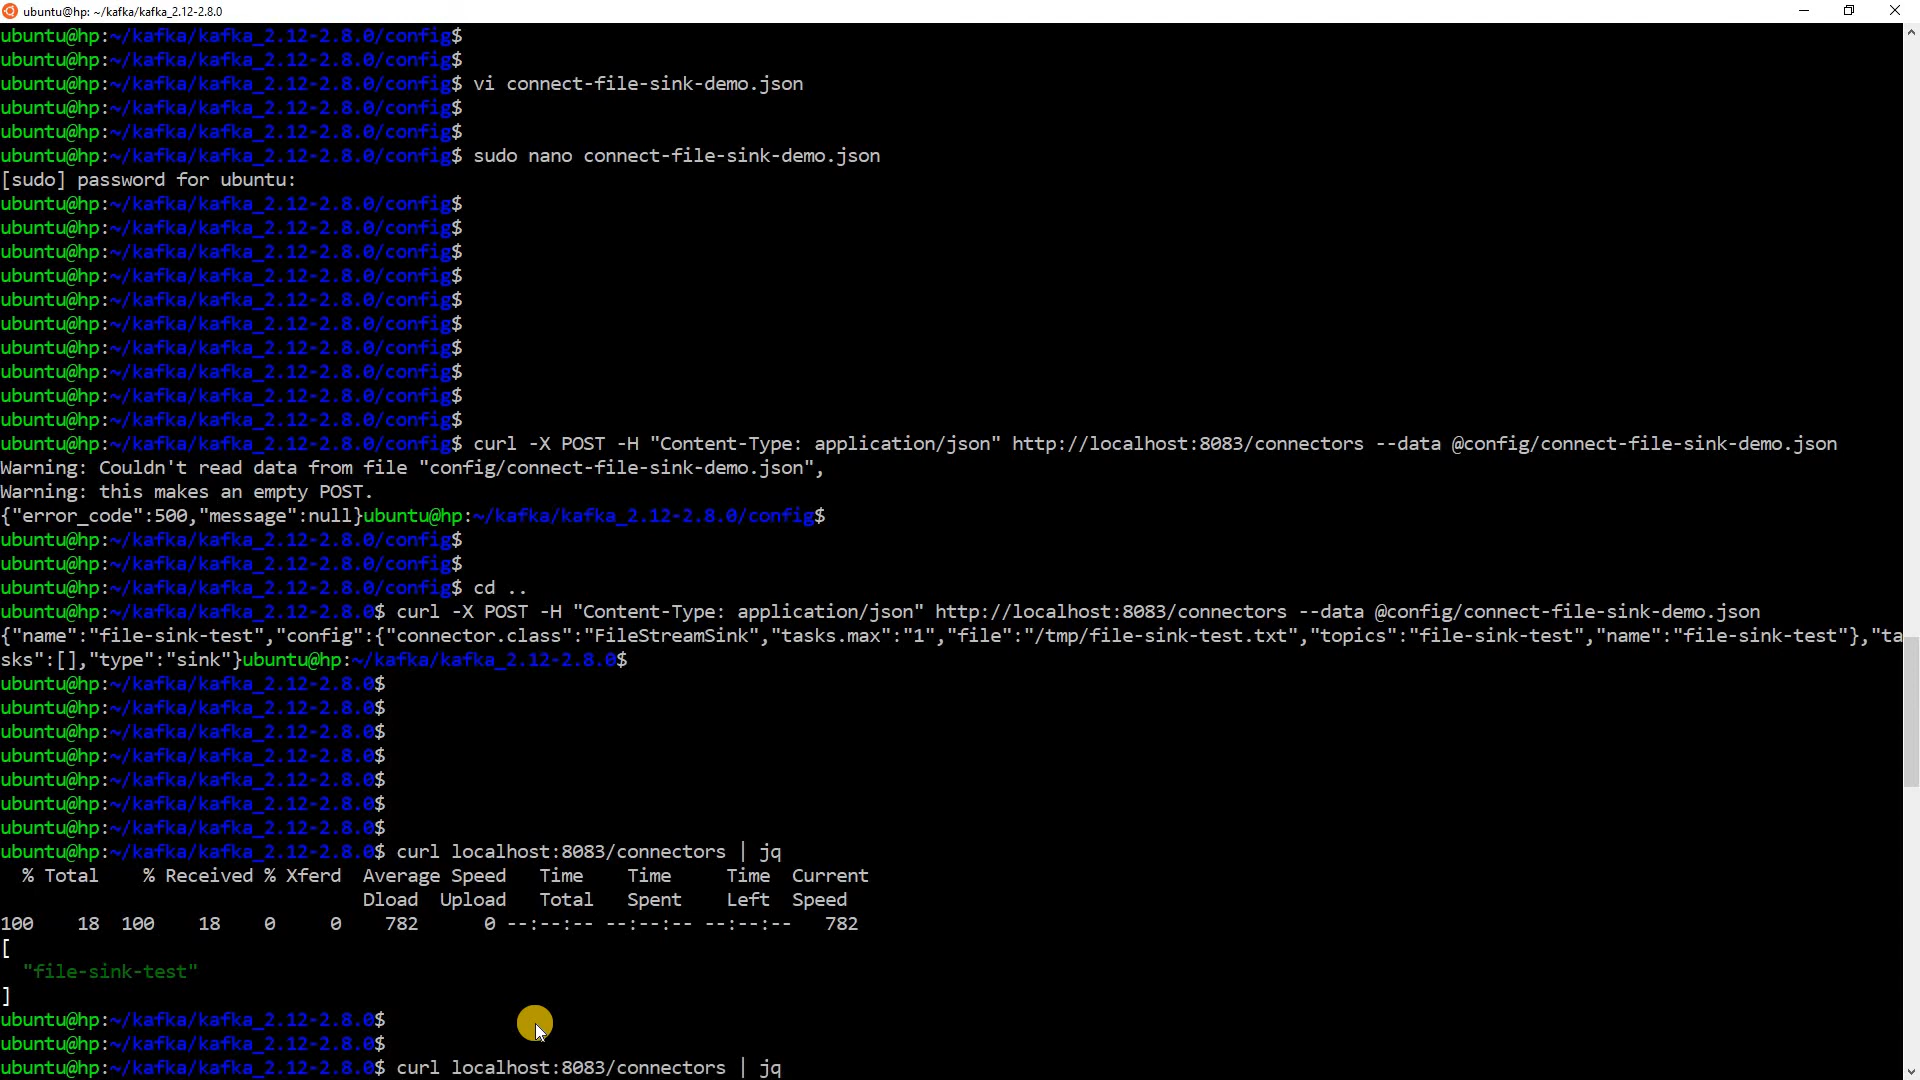 ubuntu@hp: ~/kafka/kafka_2.12-2.8.0
ubuntu@hp:~/kafka/kafka_2.12-2.8.0/config$
ubuntu@hp:~/kafka/kafka_2.12-2.8.0/config$
ubuntu@hp:~/kafka/kafka_2.12-2.8.0/config$ vi connect-file-sink-demo.json
ubuntu@hp:~/kafka/kafka_2.12-2.8.0/config$
ubuntu@hp:~/kafka/kafka_2.12-2.8.0/config$
ubuntu@hp:~/kafka/kafka_2.12-2.8.0/config$ sudo nano connect-file-sink-demo.json
[sudo] password for ubuntu:
ubuntu@hp:~/kafka/kafka_2.12-2.8.0/config$
ubuntu@hp:~/kafka/kafka_2.12-2.8.0/config$
ubuntu@hp:~/kafka/kafka_2.12-2.8.0/config$
ubuntu@hp:~/kafka/kafka_2.12-2.8.0/config$
ubuntu@hp:~/kafka/kafka_2.12-2.8.0/config$
ubuntu@hp:~/kafka/kafka_2.12-2.8.0/config$
ubuntu@hp:~/kafka/kafka_2.12-2.8.0/config$
ubuntu@hp:~/kafka/kafka_2.12-2.8.0/config$
ubuntu@hp:~/kafka/kafka_2.12-2.8.0/config$
ubuntu@hp:~/kafka/kafka_2.12-2.8.0/config$
ubuntu@hp:~/kafka/kafka_2.12-2.8.0/config$ curl -X POST -H "Content-Type: application/json" http://localhost:8083/connectors --data @config/connect-file-sink-demo.json
Warning: Couldn't read data from file "config/connect-file-sink-demo.json",
Warning: this makes an empty POST.
{"error_code":500,"message":null}ubuntu@hp:~/kafka/kafka_2.12-2.8.0/config$
ubuntu@hp:~/kafka/kafka_2.12-2.8.0/config$
ubuntu@hp:~/kafka/kafka_2.12-2.8.0/config$
ubuntu@hp:~/kafka/kafka_2.12-2.8.0/config$ cd ..
ubuntu@hp:~/kafka/kafka_2.12-2.8.0$ curl -X POST -H "Content-Type: application/json" http://localhost:8083/connectors --data @config/connect-file-sink-demo.json
{"name":"file-sink-test","config":{"connector.class":"FileStreamSink","tasks.max":"1","file":"/tmp/file-sink-test.txt","topics":"file-sink-test","name":"file-sink-test"},"ta
sks":[],"type":"sink"}ubuntu@hp:~/kafka/kafka_2.12-2.8.0$
ubuntu@hp:~/kafka/kafka_2.12-2.8.0$
ubuntu@hp:~/kafka/kafka_2.12-2.8.0$
ubuntu@hp:~/kafka/kafka_2.12-2.8.0$
ubuntu@hp:~/kafka/kafka_2.12-2.8.0$
ubuntu@hp:~/kafka/kafka_2.12-2.8.0$
ubuntu@hp:~/kafka/kafka_2.12-2.8.0$
ubuntu@hp:~/kafka/kafka_2.12-2.8.0$
ubuntu@hp:~/kafka/kafka_2.12-2.8.0$ curl localhost:8083/connectors | jq
  % Total    % Received % Xferd  Average Speed   Time    Time     Time  Current
                                 Dload  Upload   Total   Spent    Left  Speed
100    18  100    18    0     0    782      0 --:--:-- --:--:-- --:--:--   782
[
  "file-sink-test"
]
ubuntu@hp:~/kafka/kafka_2.12-2.8.0$
ubuntu@hp:~/kafka/kafka_2.12-2.8.0$
ubuntu@hp:~/kafka/kafka_2.12-2.8.0$ curl localhost:8083/connectors | jq